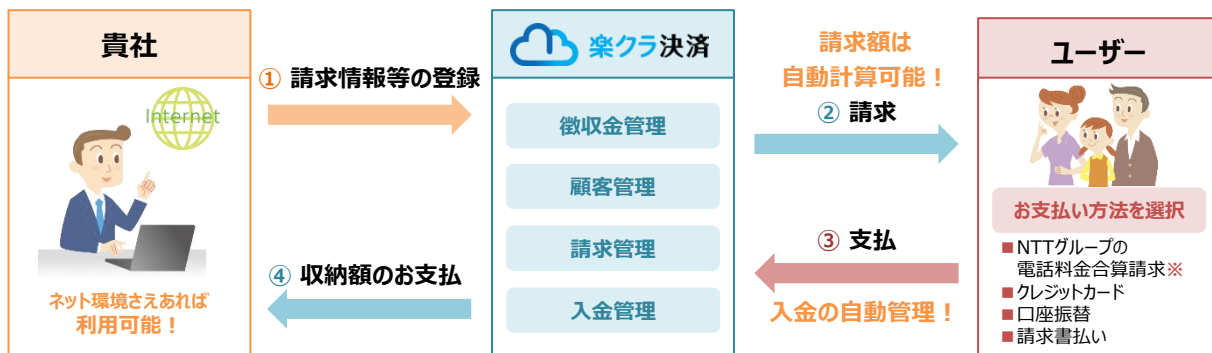 貴社
Internet
ネット環境さえあれば
利用可能！
① 請求情報等の登録
④ 収納額のお支払
楽クラ決済
徴収金管理
顧客管理
請求管理
入金管理
請求額は
自動計算可能！
② 請求
③ 支払
入金の自動管理！
ユーザー
お支払い方法を選択
■NTTグループの
電話料金合算請求※
■クレジットカード
■口座振替
■請求書払い